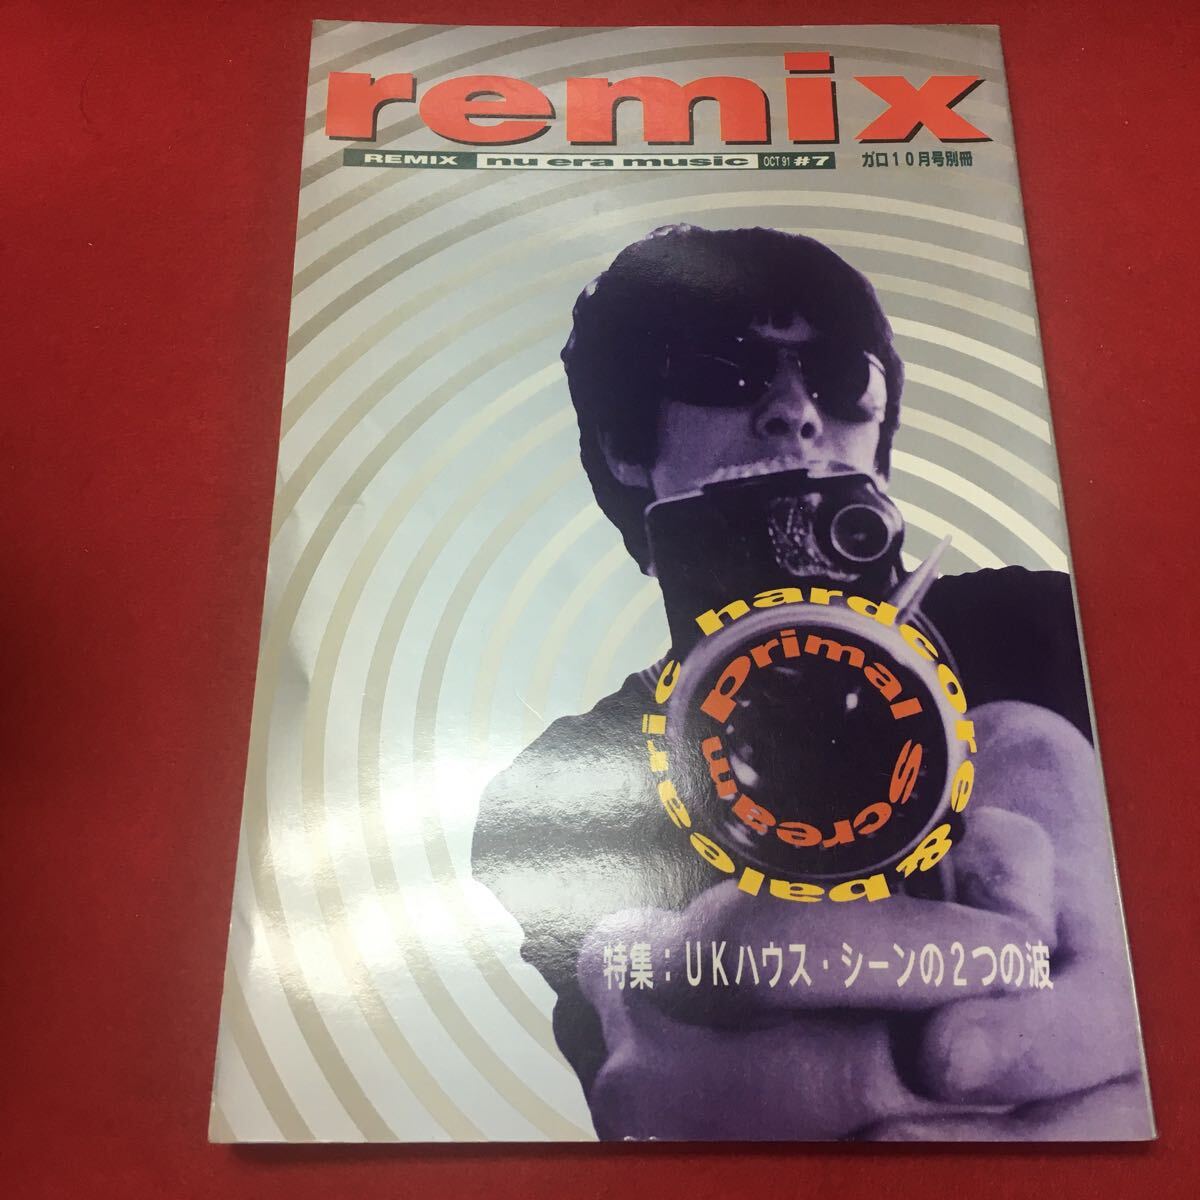 remix
REMIX nu era music OCT 91 #7 ガロ10月号別冊
hardcore & balearic
primal scream
特集：UKハウス・シーンの2つの波